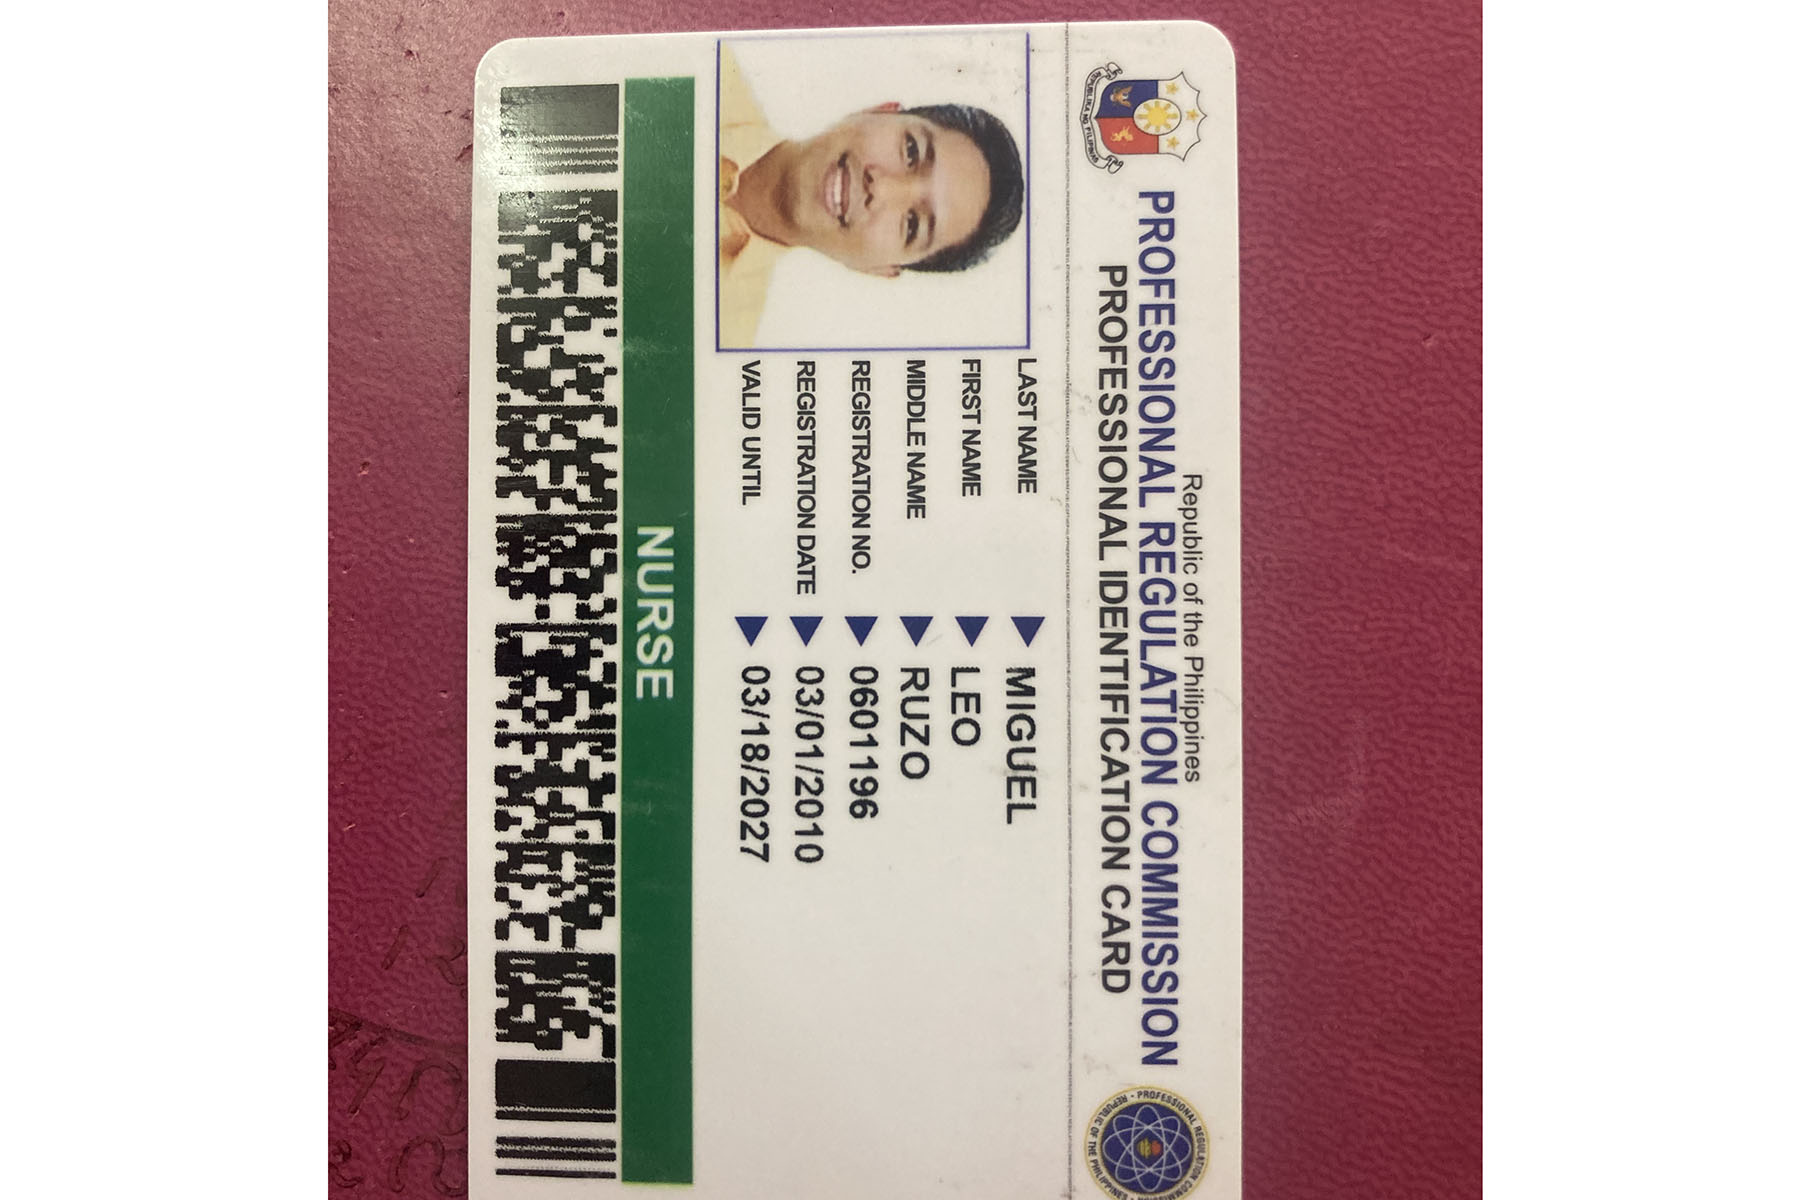 Republic of the Philippines
PROFESSIONAL REGULATION COMMISSION
PROFESSIONAL IDENTIFICATION CARD
REPUBLIKA NG PILIPINAS
LAST NAME MIGUEL
FIRST NAME LEO
MIDDLE NAME RUZO
REGISTRATION NO. 0601196
REGISTRATION DATE 03/01/2010
VALID UNTIL 03/18/2027
NURSE
PROFESSIONAL REGULATION COMMISSION
REPUBLIC OF THE PHILIPPINES